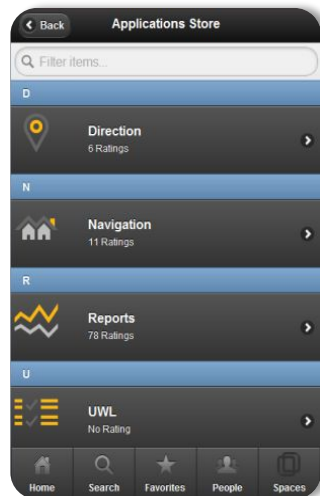 Back
Applications Store
Filter items...
D
Direction
6 Ratings
N
Navigation
11 Ratings
R
Reports
78 Ratings
U
UWL
No Rating
Home Search Favorites People Spaces